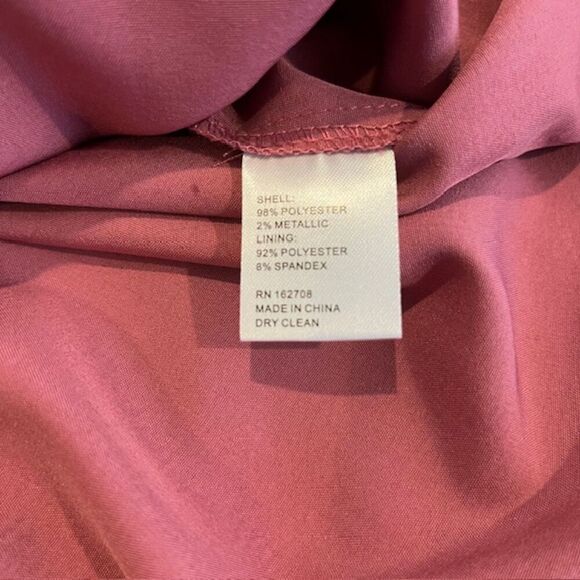 SHELL:
98% POLYESTER
2% METALLIC
LINING:
92% POLYESTER
8% SPANDEX
RN 162708
MADE IN CHINA
DRY CLEAN